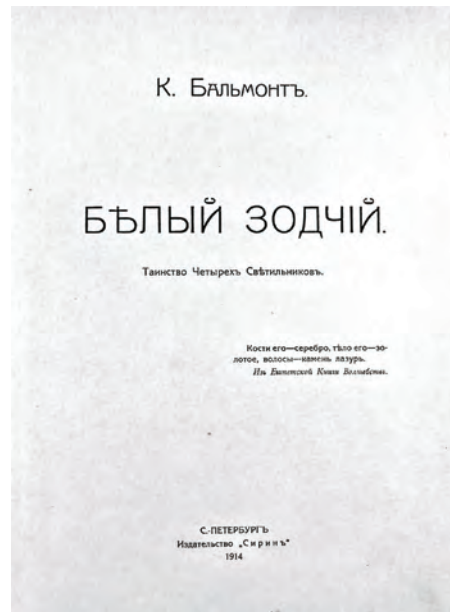 К. Бальмонтъ.
БѢЛЫЙ ЗОДЧІЙ.
Таинство Четырехъ Свѣтильниковъ.
Кости его—серебро, тѣло его—зо-
лотое, волосы—камень лазурь.
Изъ Египетской Книги Волшебствъ.
С.-ПЕТЕРБУРГЪ
Издательство „Сиринъ"
1914